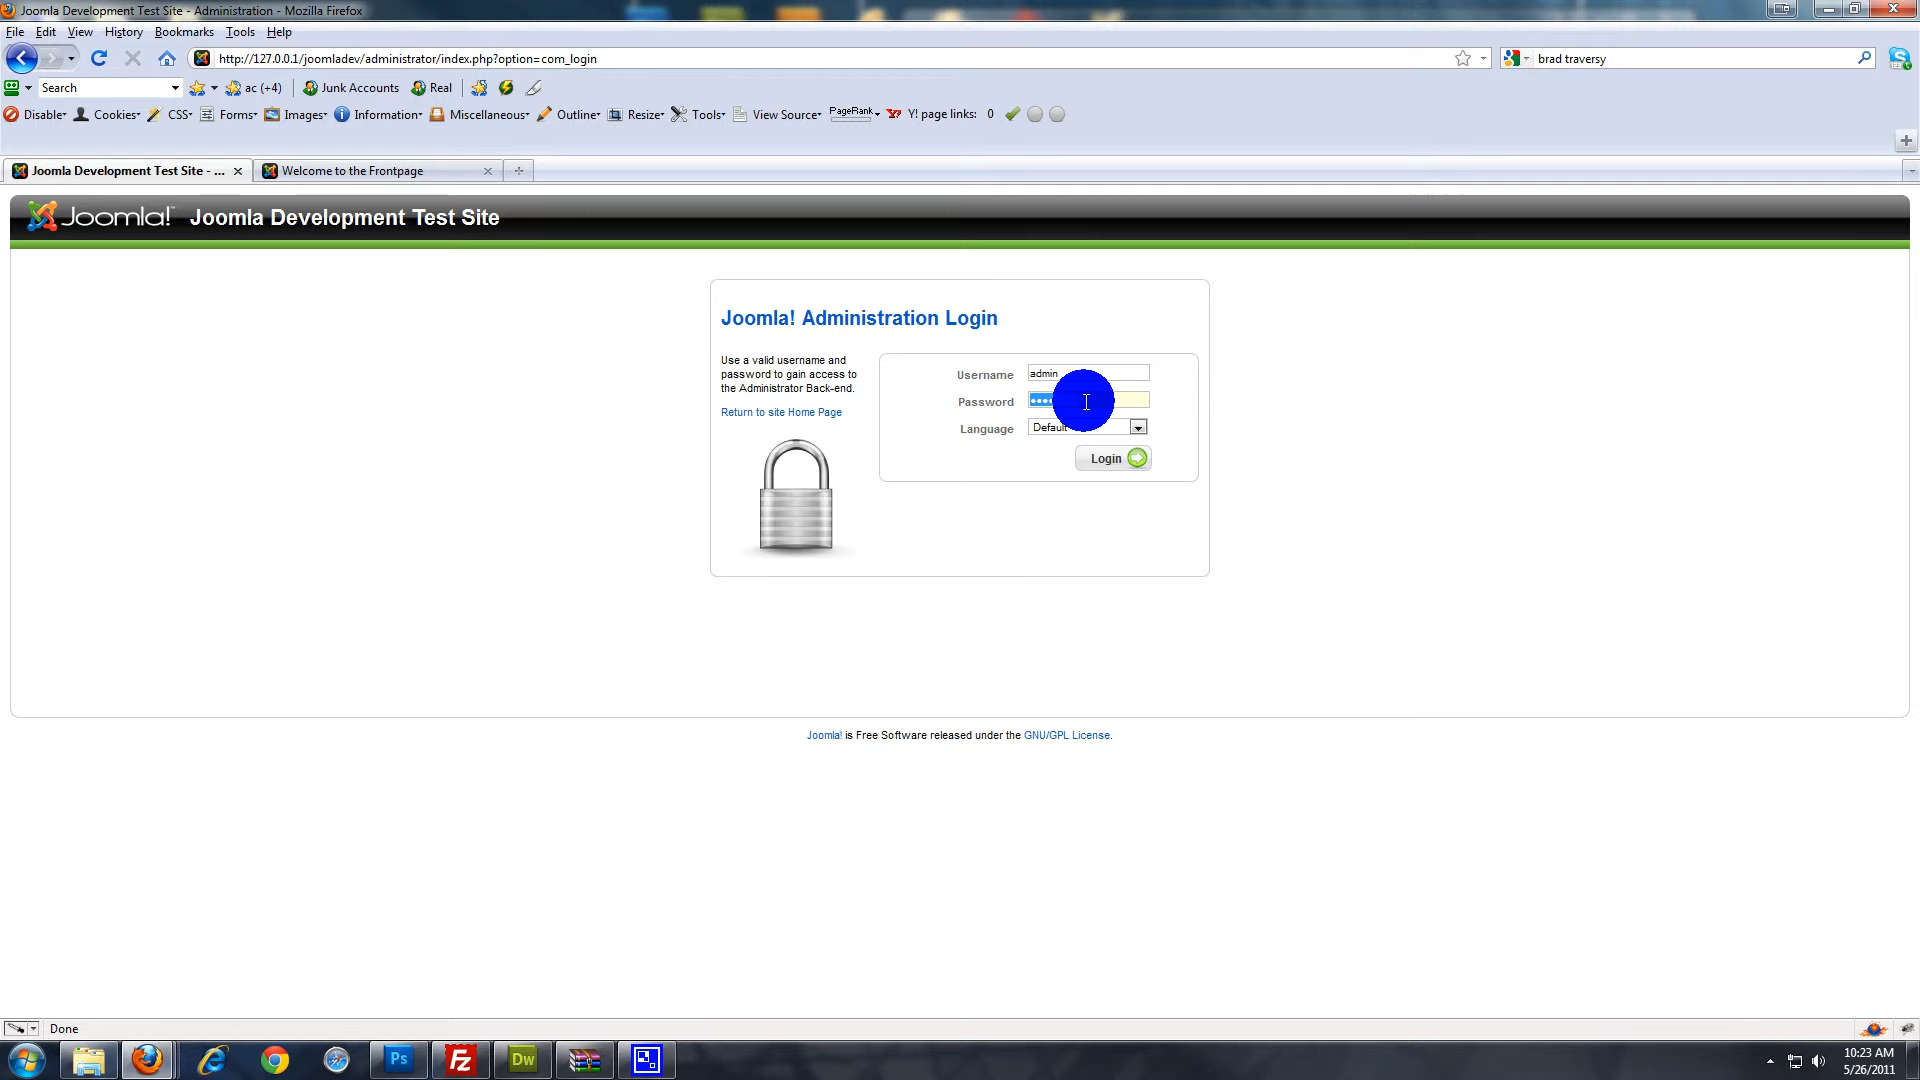 Joomla Development Test Site - Administration - Mozilla Firefox
File Edit View History Bookmarks Tools Help
http://127.0.0.1/joomladev/administrator/index.php?option=com_login
brad traversy
Search ac (+4) Junk Accounts Real
Disable Cookies CSS Forms Images Information Miscellaneous Outline Resize Tools View Source PageRank Y! page links: 0
Joomla Development Test Site - ... Welcome to the Frontpage
Joomla!™ Joomla Development Test Site
Joomla! Administration Login
Use a valid username and
password to gain access to
the Administrator Back-end.
Return to site Home Page
Username admin
Password
Language Default
Login
Joomla! is Free Software released under the GNU/GPL License.
Done
Ps Fz Dw
10:23 AM
5/26/2011